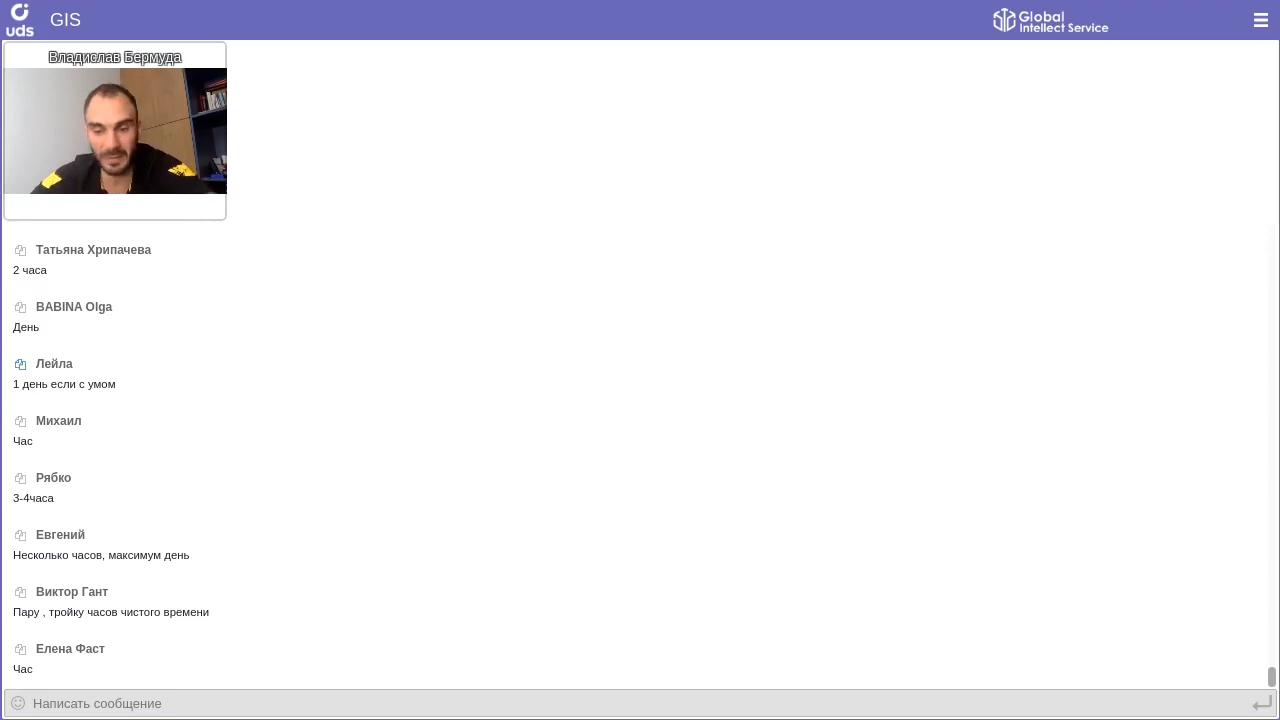 uds
GIS
Global
Intellect Service
Владислав Бермуда
Татьяна Хрипачева
2 часа
BABINA Olga
День
Лейла
1 день если с умом
Михаил
Час
Рябко
3-4часа
Евгений
Несколько часов, максимум день
Виктор Гант
Пару , тройку часов чистого времени
Елена Фаст
Час
Написать сообщение